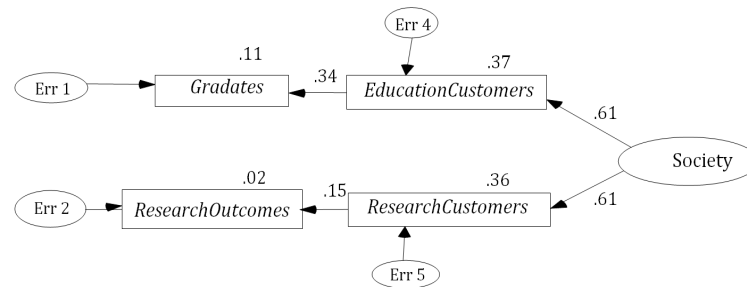 Err 4
.11
.37
Err 1
Gradates
.34
EducationCustomers
.61
Society
.02
.36
.15
.61
Err 2
ResearchOutcomes
ResearchCustomers
Err 5